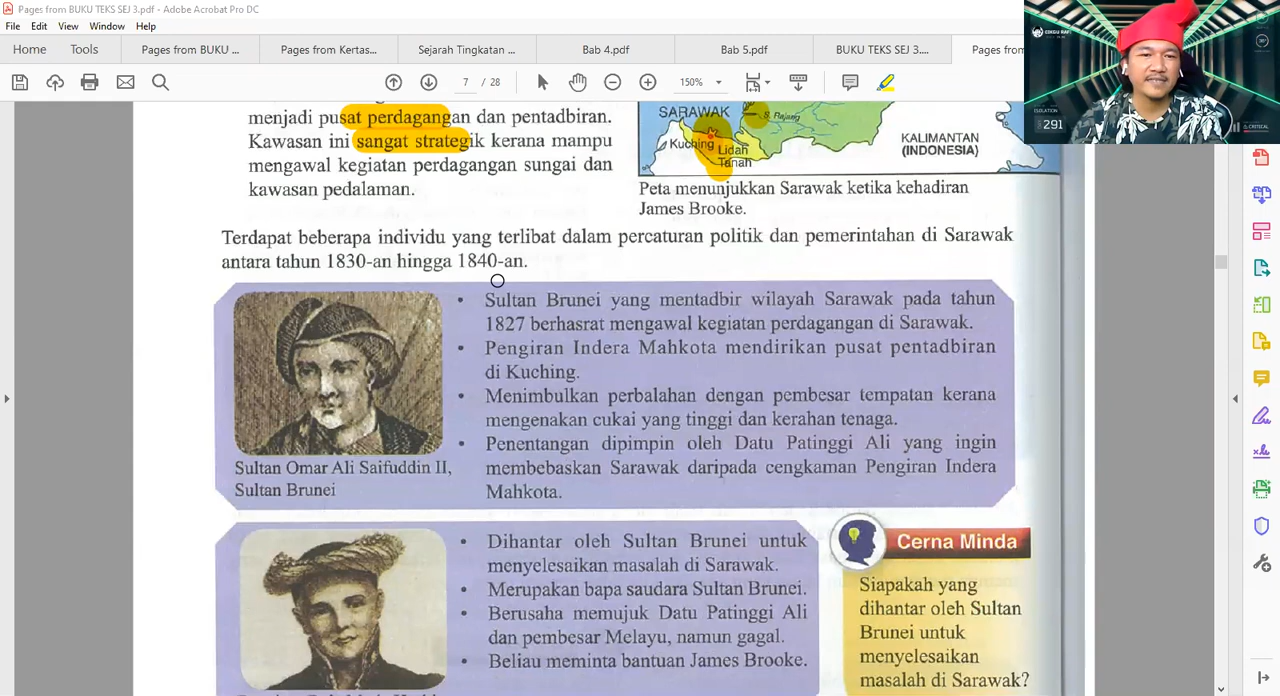 Pages from BUKU TEKS SEJ 3.pdf - Adobe Acrobat Pro DC
File Edit View Window Help
Home Tools Pages from BUKU ... Pages from Kertas... Sejarah Tingkatan ... Bab 4.pdf Bab 5.pdf BUKU TEKS SEJ 3.... Pages from
7 / 28 150%
291
CRITICAL
menjadi pusat perdagangan dan pentadbiran.
Kawasan ini sangat strategik kerana mampu
mengawal kegiatan perdagangan sungai dan
kawasan pedalaman.
SARAWAK
S. Rajang
Kuching
Lidah
Tanah
KALIMANTAN
(INDONESIA)
Peta menunjukkan Sarawak ketika kehadiran
James Brooke.
Terdapat beberapa individu yang terlibat dalam percaturan politik dan pemerintahan di Sarawak
antara tahun 1830-an hingga 1840-an.
• Sultan Brunei yang mentadbir wilayah Sarawak pada tahun
1827 berhasrat mengawal kegiatan perdagangan di Sarawak.
• Pengiran Indera Mahkota mendirikan pusat pentadbiran
di Kuching.
• Menimbulkan perbalahan dengan pembesar tempatan kerana
mengenakan cukai yang tinggi dan kerahan tenaga.
• Penentangan dipimpin oleh Datu Patinggi Ali yang ingin
membebaskan Sarawak daripada cengkaman Pengiran Indera
Mahkota.
Sultan Omar Ali Saifuddin II,
Sultan Brunei
• Dihantar oleh Sultan Brunei untuk
menyelesaikan masalah di Sarawak.
• Merupakan bapa saudara Sultan Brunei.
• Berusaha memujuk Datu Patinggi Ali
dan pembesar Melayu, namun gagal.
• Beliau meminta bantuan James Brooke.
Cerna Minda
Siapakah yang
dihantar oleh Sultan
Brunei untuk
menyelesaikan
masalah di Sarawak?